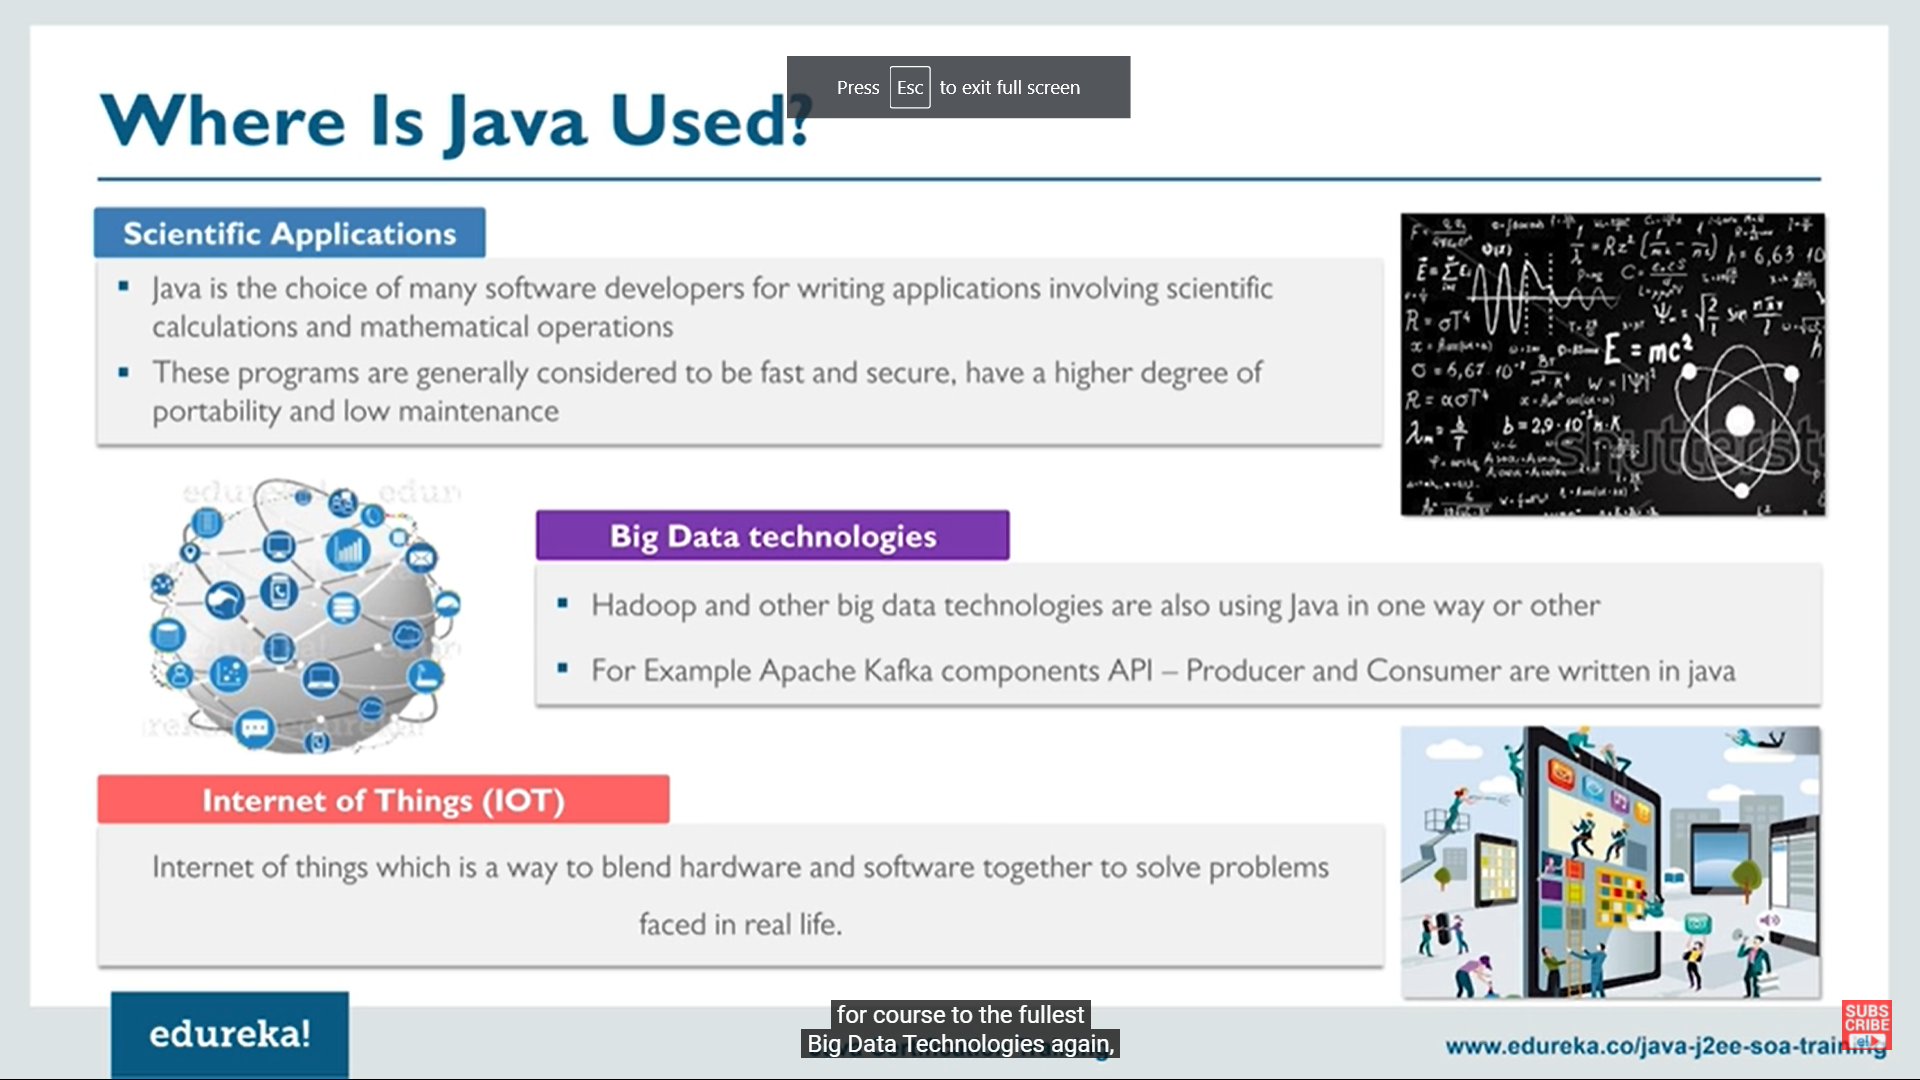 Press Esc to exit full screen
Where Is Java Used?
Scientific Applications
Java is the choice of many software developers for writing applications involving scientific
calculations and mathematical operations
These programs are generally considered to be fast and secure, have a higher degree of
portability and low maintenance
E = mc²
shutterst
edureka!
Big Data technologies
Hadoop and other big data technologies are also using Java in one way or other
For Example Apache Kafka components API – Producer and Consumer are written in java
Internet of Things (IOT)
Internet of things which is a way to blend hardware and software together to solve problems
faced in real life.
edureka!
for course to the fullest
Big Data Technologies again,
www.edureka.co/java-j2ee-soa-training
SUBS
CRIBE